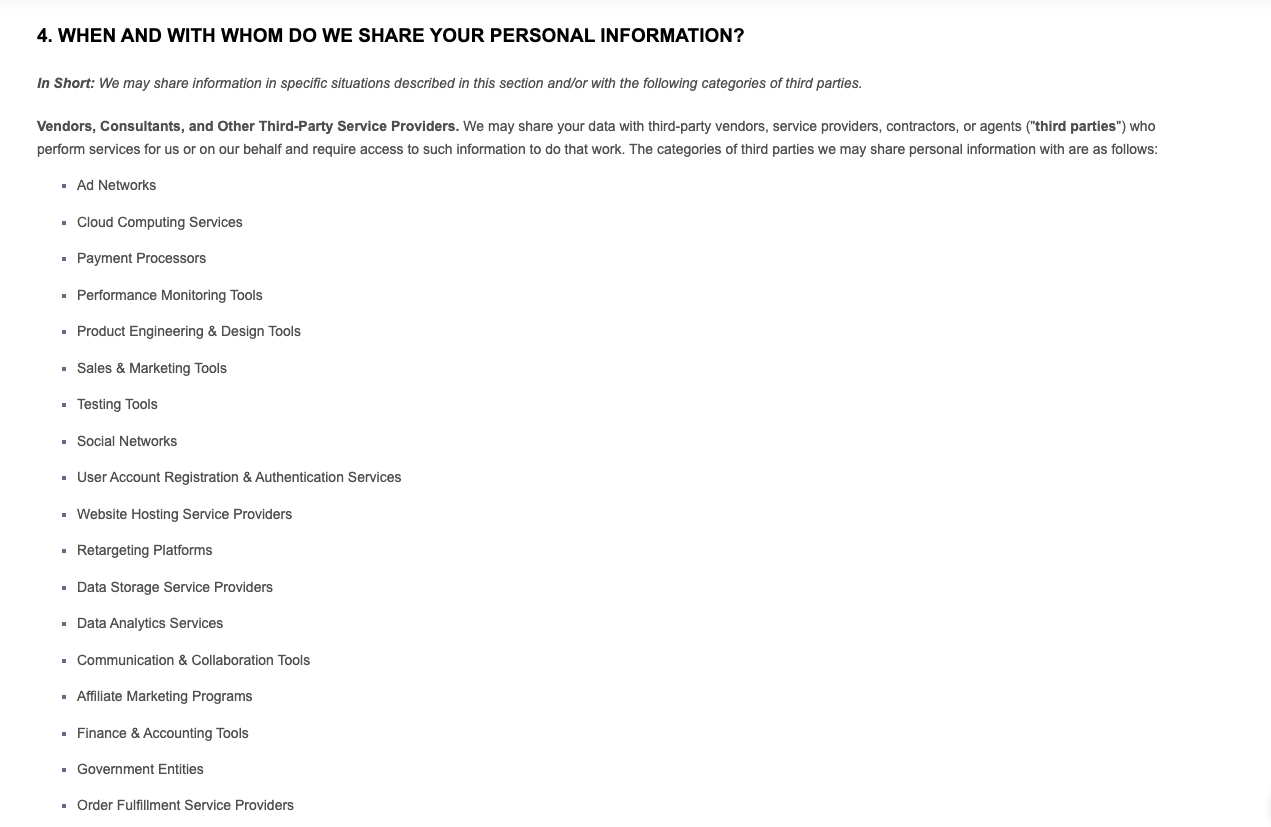 4. WHEN AND WITH WHOM DO WE SHARE YOUR PERSONAL INFORMATION?
In Short: We may share information in specific situations described in this section and/or with the following categories of third parties.
Vendors, Consultants, and Other Third-Party Service Providers. We may share your data with third-party vendors, service providers, contractors, or agents ("third parties") who
perform services for us or on our behalf and require access to such information to do that work. The categories of third parties we may share personal information with are as follows:
▪ Ad Networks
▪ Cloud Computing Services
▪ Payment Processors
▪ Performance Monitoring Tools
▪ Product Engineering & Design Tools
▪ Sales & Marketing Tools
▪ Testing Tools
▪ Social Networks
▪ User Account Registration & Authentication Services
▪ Website Hosting Service Providers
▪ Retargeting Platforms
▪ Data Storage Service Providers
▪ Data Analytics Services
▪ Communication & Collaboration Tools
▪ Affiliate Marketing Programs
▪ Finance & Accounting Tools
▪ Government Entities
▪ Order Fulfillment Service Providers